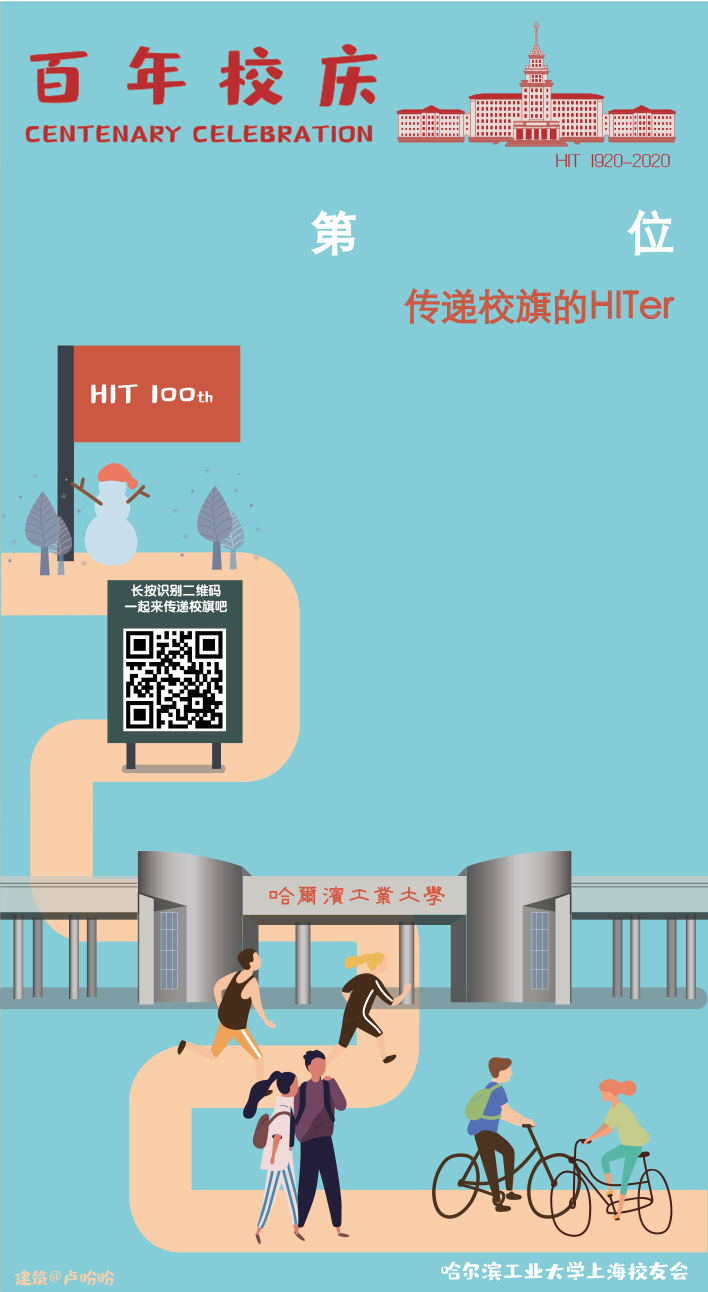 百年校庆
CENTENARY CELEBRATION
HIT 1920-2020
第 位
传递校旗的HITer
HIT 100th
长按识别二维码
一起来传递校旗吧
哈爾濱工業大學
建筑@卢盼盼
哈尔滨工业大学上海校友会